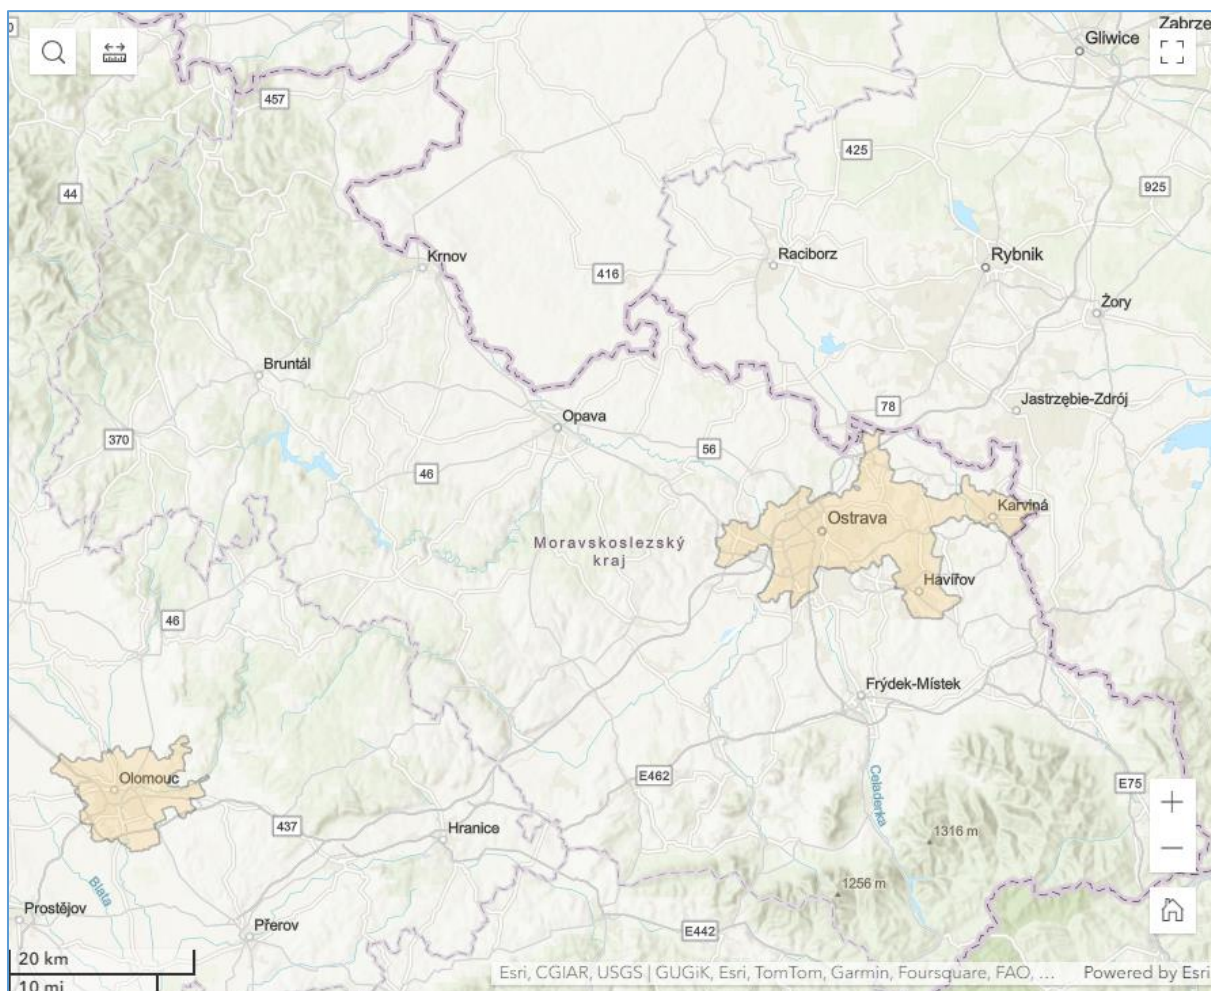 Zabrze
Gliwice
457
425
44
925
Krnov
Raciborz
Rybnik
416
Żory
Bruntál
Jastrzębie-Zdrój
78
Opava
370
56
46
Karviná
Ostrava
Moravskoslezský
kraj
Havířov
46
Frýdek-Místek
Olomouc
E462
E75
Celadenka
437
Hranice
1316 m
1256 m
Blata
Prostějov
Přerov
E442
20 km
10 mi
Esri, CGIAR, USGS | GUGiK, Esri, TomTom, Garmin, Foursquare, FAO, ...
Powered by Esri